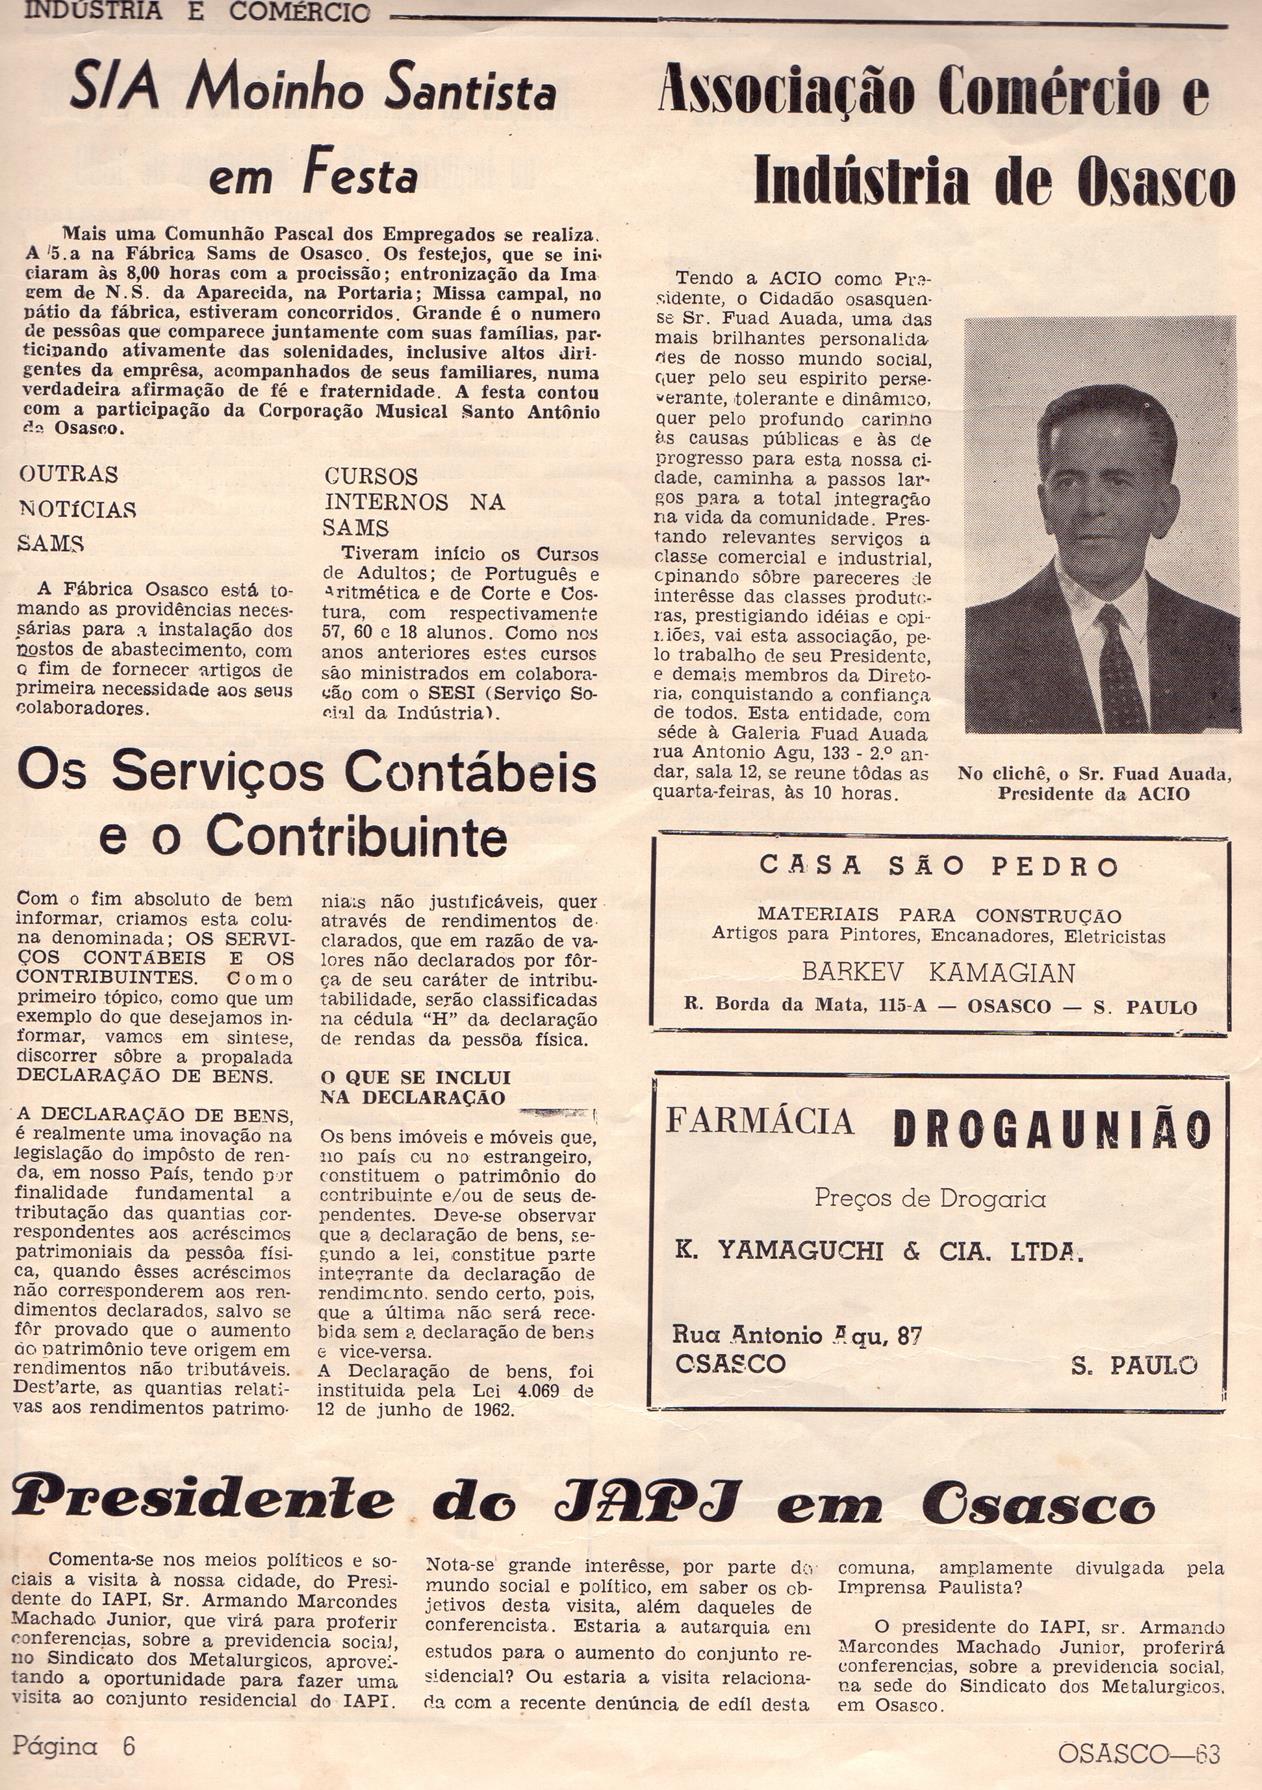 INDÚSTRIA E COMÉRCIO
S/A Moinho Santista
em Festa
Mais uma Comunhão Pascal dos Empregados se realiza.
A 5.a na Fábrica Sams de Osasco. Os festejos, que se ini-
ciaram às 8,00 horas com a procissão; entronização da Ima
gem de N.S. da Aparecida, na Portaria; Missa campal, no
pátio da fábrica, estiveram concorridos. Grande é o numero
de pessôas que comparece juntamente com suas famílias, par-
ticipando ativamente das solenidades, inclusive altos diri-
gentes da emprêsa, acompanhados de seus familiares, numa
verdadeira afirmação de fé e fraternidade. A festa contou
com a participação da Corporação Musical Santo Antônio
de Osasco.
OUTRAS
NOTÍCIAS
SAMS
A Fábrica Osasco está to-
mando as providências neces-
sárias para a instalação dos
postos de abastecimento, com
o fim de fornecer artigos de
primeira necessidade aos seus
colaboradores.
CURSOS
INTERNOS NA
SAMS
Tiveram início os Cursos
de Adultos; de Português e
Aritmética e de Corte e Cos-
tura, com respectivamente
57, 60 e 18 alunos. Como nos
anos anteriores estes cursos
são ministrados em colabora-
ção com o SESI (Serviço So-
cial da Indústria).
Os Serviços Contábeis
e o Contribuinte
Com o fim absoluto de bem
informar, criamos esta colu-
na denominada; OS SERVI-
ÇOS CONTÁBEIS E OS
CONTRIBUINTES. Como
primeiro tópico, como que um
exemplo do que desejamos in-
formar, vamos em sintese,
discorrer sôbre a propalada
DECLARAÇÃO DE BENS.
A DECLARAÇÃO DE BENS,
é realmente uma inovação na
legislação do impôsto de ren-
da, em nosso País, tendo por
finalidade fundamental a
tributação das quantias cor-
respondentes aos acréscimos
patrimoniais da pessôa físi-
ca, quando êsses acréscimos
não corresponderem aos ren-
dimentos declarados, salvo se
fôr provado que o aumento
do patrimônio teve origem em
rendimentos não tributáveis.
Dest'arte, as quantias relati-
vas aos rendimentos patrimo-
niais não justificáveis, quer
através de rendimentos de-
clarados, que em razão de va-
lores não declarados por fôr-
ça de seu caráter de intribu-
tabilidade, serão classificadas
na cédula "H" da declaração
de rendas da pessôa física.
O QUE SE INCLUI
NA DECLARAÇÃO
Os bens imóveis e móveis que,
no país ou no estrangeiro,
constituem o patrimônio do
contribuinte e/ou de seus de-
pendentes. Deve-se observar
que a declaração de bens, se-
gundo a lei, constitue parte
integrante da declaração de
rendimento. sendo certo, pois,
que a última não será rece-
bida sem a declaração de bens
e vice-versa.
A Declaração de bens, foi
instituida pela Lei 4.069 de
12 de junho de 1962.
Associação Comércio e
Indústria de Osasco
Tendo a ACIO como Pre-
sidente, o Cidadão osasquen-
se Sr. Fuad Auada, uma das
mais brilhantes personalida
des de nosso mundo social,
quer pelo seu espirito perse-
verante, tolerante e dinâmico,
quer pelo profundo carinho
às causas públicas e às de
progresso para esta nossa ci-
dade, caminha a passos lar-
gos para a total integração
na vida da comunidade. Pres-
tando relevantes serviços a
classe comercial e industrial,
opinando sôbre pareceres de
interêsse das classes produto-
ras, prestigiando idéias e opi-
niões, vai esta associação, pe-
lo trabalho de seu Presidente,
e demais membros da Direto-
ria, conquistando a confiança
de todos. Esta entidade, com
séde à Galeria Fuad Auada
rua Antonio Agu, 133 - 2.º an-
dar, sala 12, se reune tôdas as
quarta-feiras, às 10 horas.
No clichê, o Sr. Fuad Auada,
Presidente da ACIO
CASA SÃO PEDRO
MATERIAIS PARA CONSTRUÇÃO
Artigos para Pintores, Encanadores, Eletricistas
BARKEV KAMAGIAN
R. Borda da Mata, 115-A — OSASCO — S. PAULO
FARMÁCIA DROGAUNIÃO
Preços de Drogaria
K. YAMAGUCHI & CIA. LTDA.
Rua Antonio Aqu, 87
OSASCO S. PAULO
Presidente do IAPI em Osasco
Comenta-se nos meios políticos e so-
ciais a visita à nossa cidade, do Presi-
dente do IAPI, Sr. Armando Marcondes
Machado Junior, que virá para proferir
conferencias, sobre a previdencia social,
no Sindicato dos Metalurgicos, aprovei-
tando a oportunidade para fazer uma
visita ao conjunto residencial do IAPI.
Nota-se grande interêsse, por parte do
mundo social e político, em saber os ob-
jetivos desta visita, além daqueles de
conferencista. Estaria a autarquia em
estudos para o aumento do conjunto re-
sidencial? Ou estaria a visita relaciona-
da com a recente denúncia de edíl desta
comuna, amplamente divulgada pela
Imprensa Paulista?
O presidente do IAPI, sr. Armando
Marcondes Machado Junior, proferirá
conferencias, sobre a previdencia social,
na sede do Sindicato dos Metalurgicos,
em Osasco.
Página 6
OSASCO—63